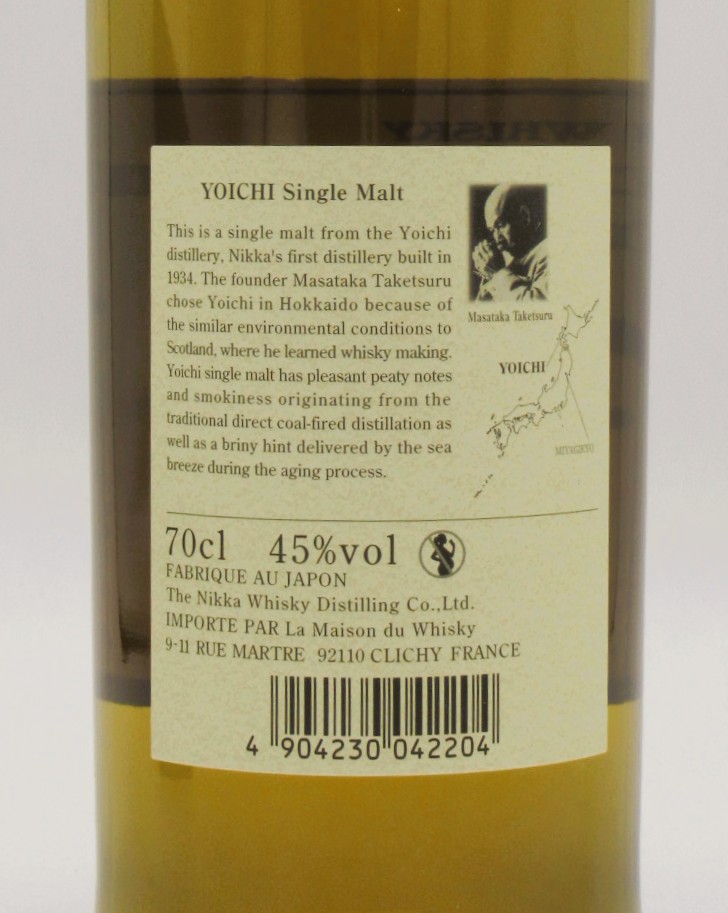 WHISKY
YOICHI Single Malt
This is a single malt from the Yoichi
distillery, Nikka's first distillery built in
1934. The founder Masataka Taketsuru
chose Yoichi in Hokkaido because of
the similar environmental conditions to
Scotland, where he learned whisky making.
Yoichi single malt has pleasant peaty notes
and smokiness originating from the
traditional direct coal-fired distillation as
well as a briny hint delivered by the sea
breeze during the aging process.
Masataka Taketsuru
YOICHI
MIYAGIKYO
70cl 45%vol
FABRIQUE AU JAPON
The Nikka Whisky Distilling Co.,Ltd.
IMPORTE PAR La Maison du Whisky
9-11 RUE MARTRE 92110 CLICHY FRANCE
4 904230 042204